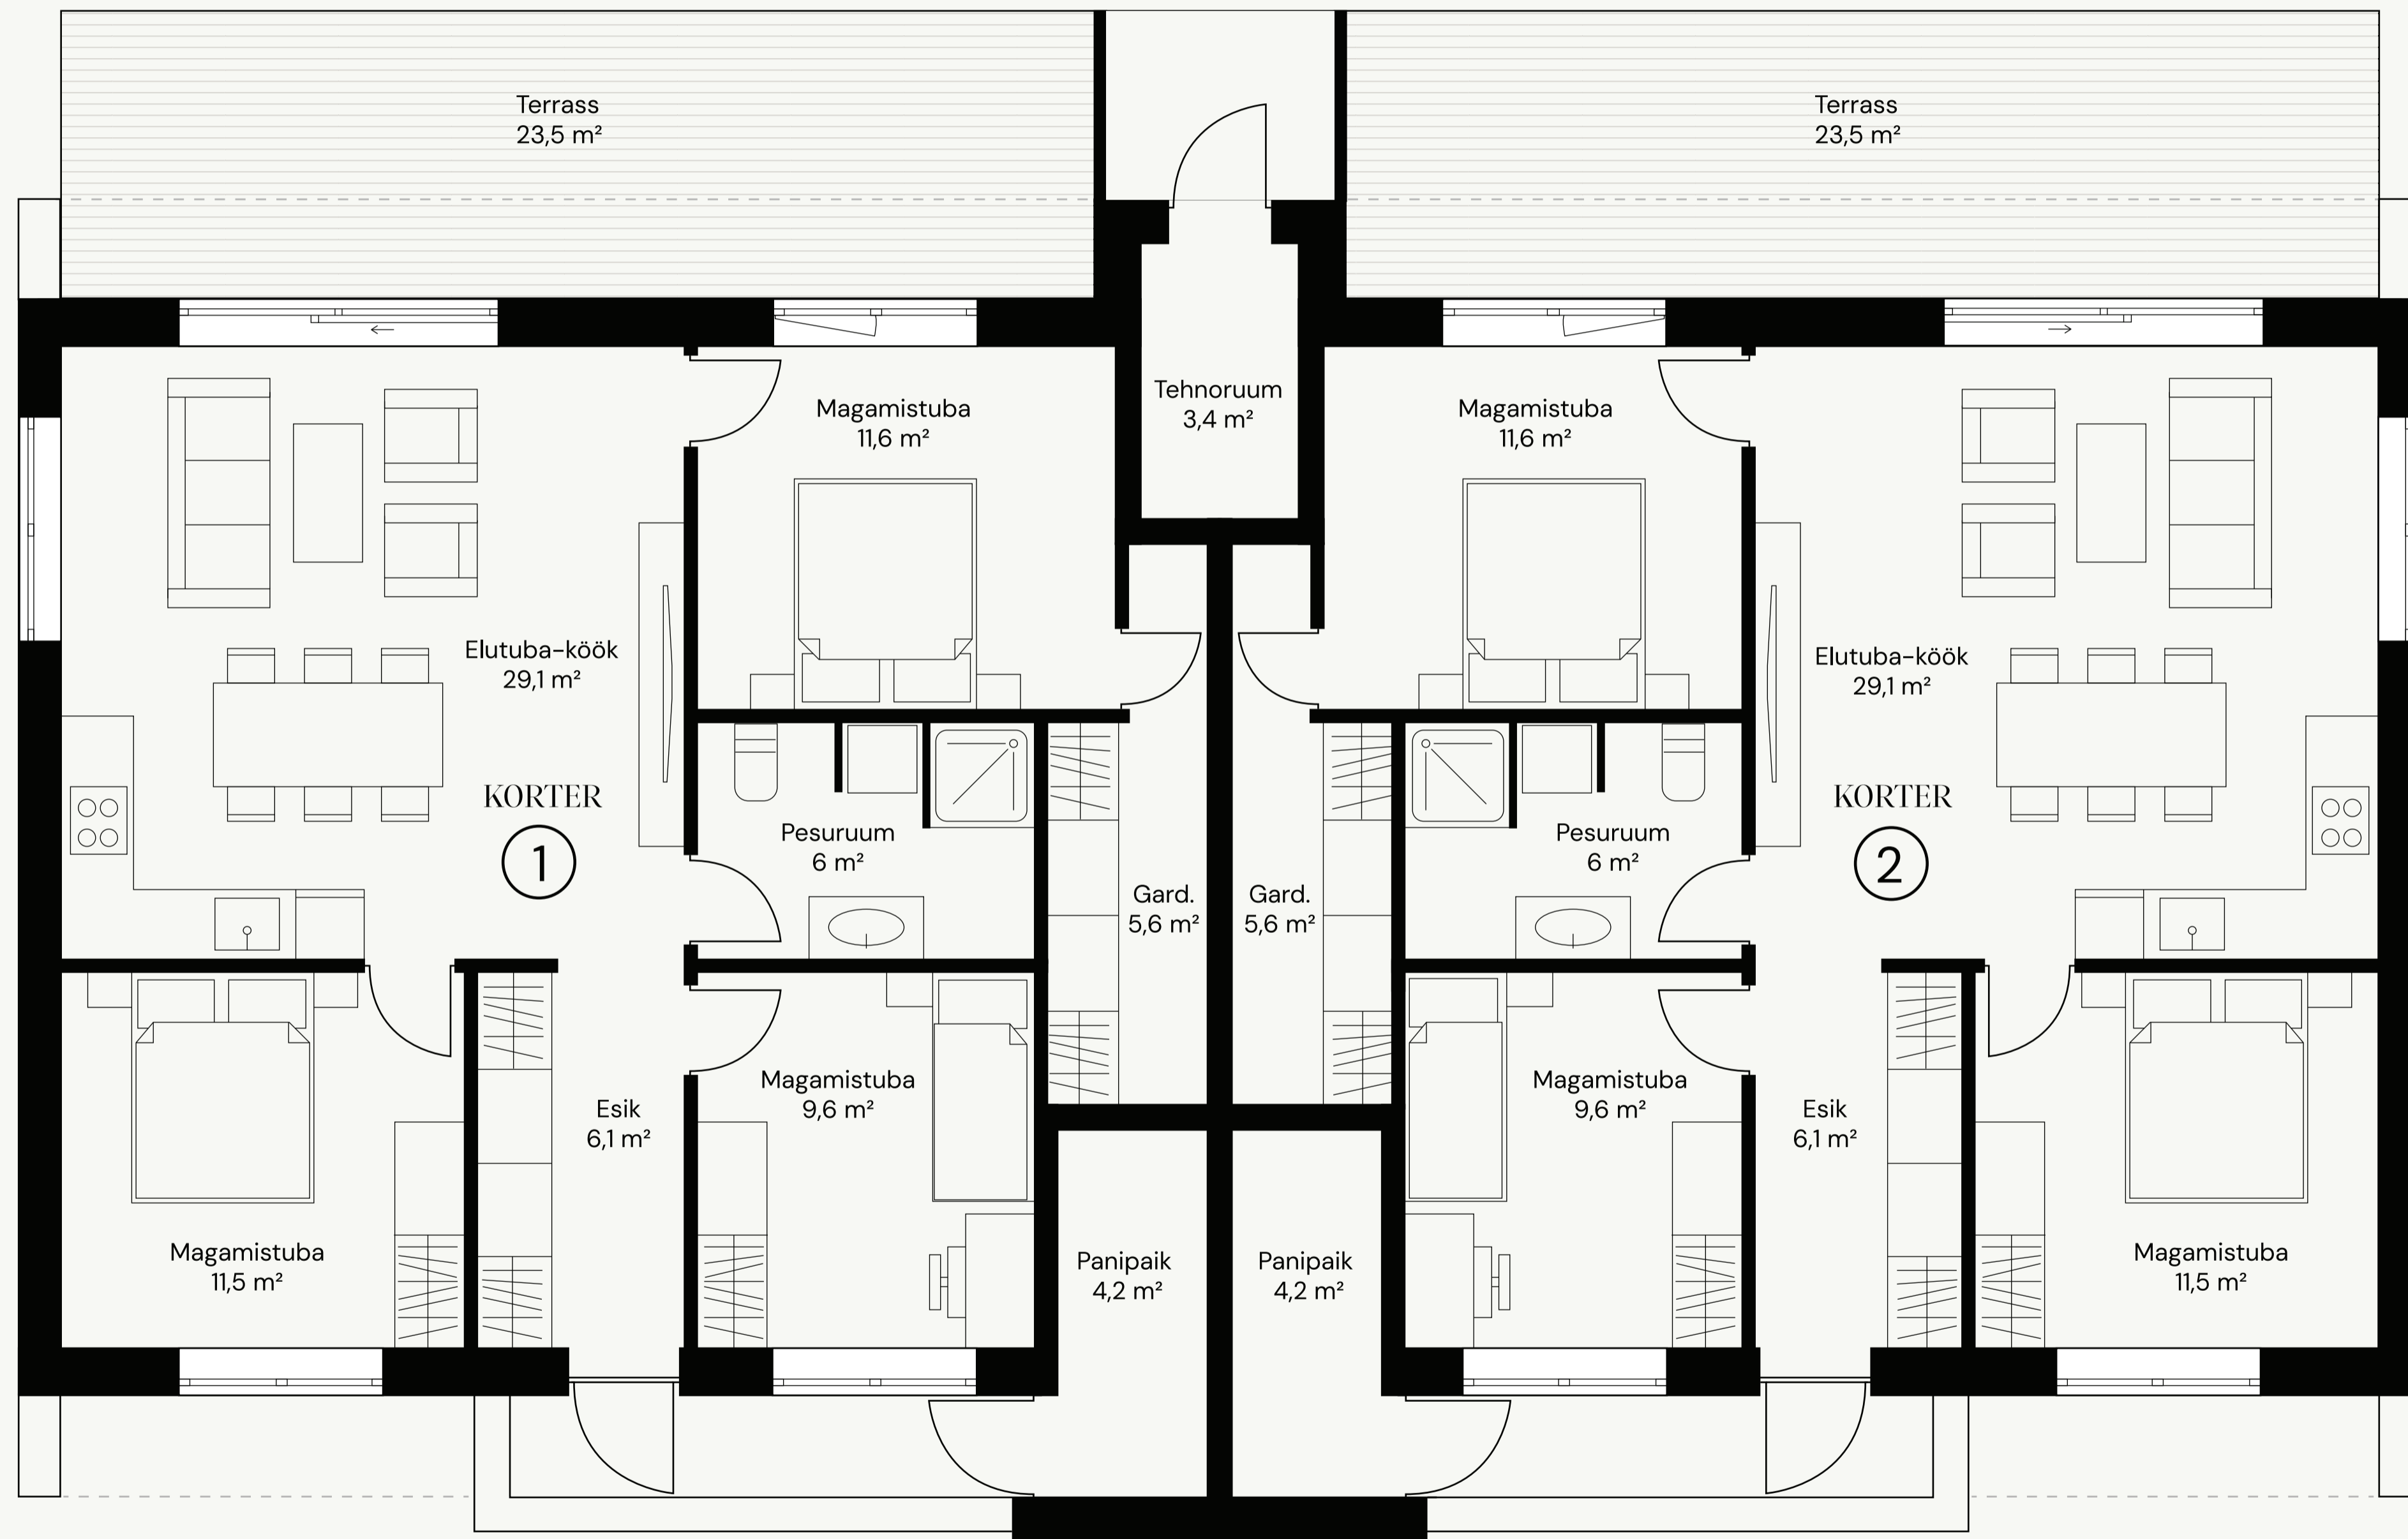 Terrass
23,5 m²
Terrass
23,5 m²
Tehnoruum
3,4 m²
Magamistuba
11,6 m²
Magamistuba
11,6 m²
Elutuba-köök
29,1 m²
Elutuba-köök
29,1 m²
KORTER
1
KORTER
2
Pesuruum
6 m²
Pesuruum
6 m²
Gard.
5,6 m²
Gard.
5,6 m²
Magamistuba
9,6 m²
Magamistuba
9,6 m²
Esik
6,1 m²
Esik
6,1 m²
Magamistuba
11,5 m²
Panipaik
4,2 m²
Panipaik
4,2 m²
Magamistuba
11,5 m²